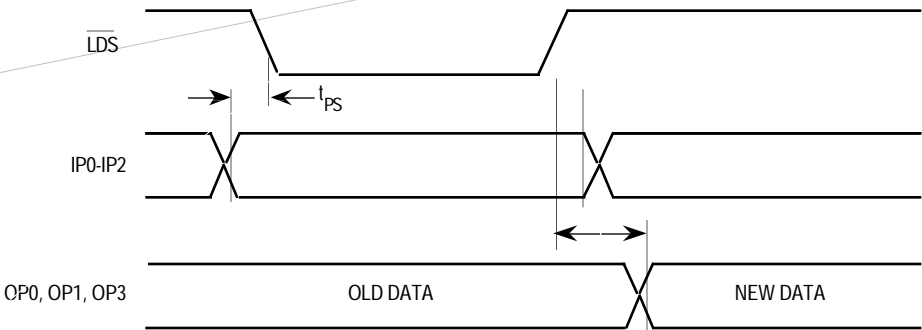 LDS
tPS
IP0-IP2
OP0, OP1, OP3 OLD DATA NEW DATA